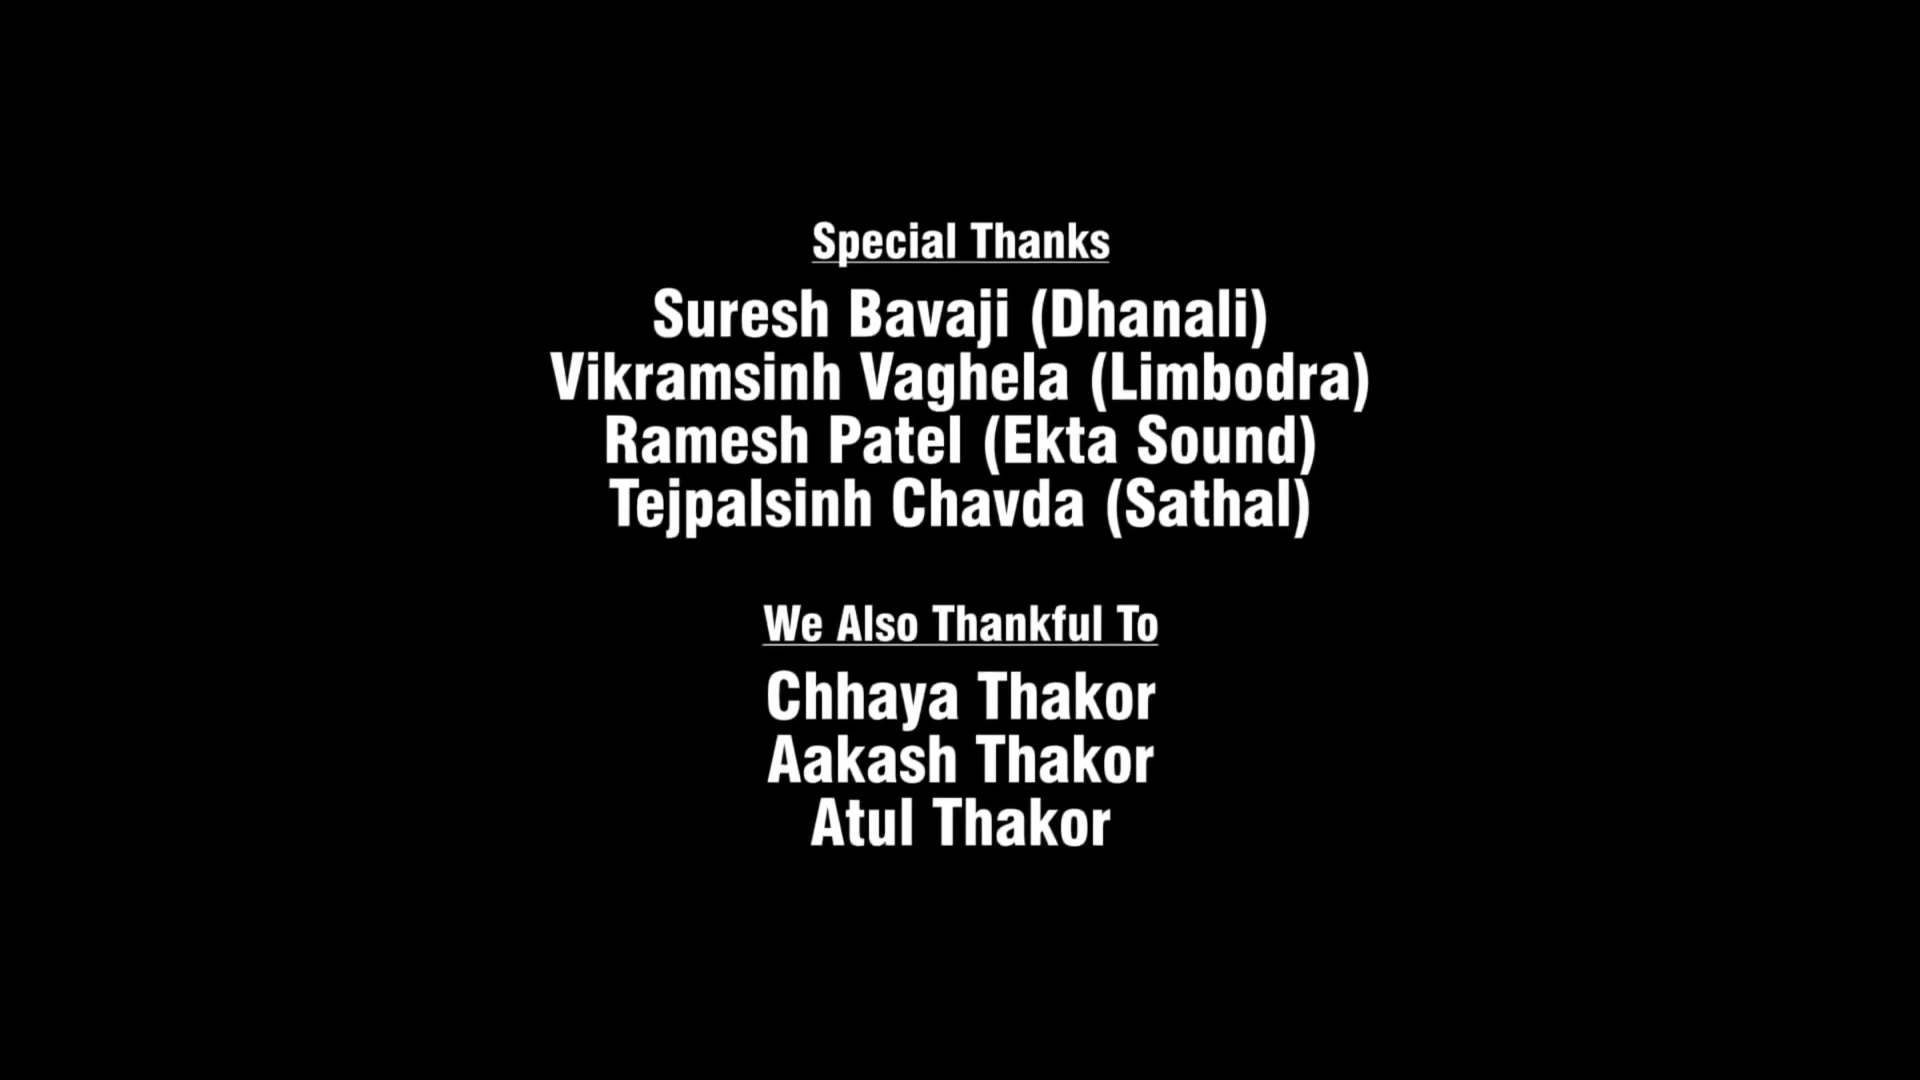 Special Thanks
Suresh Bavaji (Dhanali)
Vikramsinh Vaghela (Limbodra)
Ramesh Patel (Ekta Sound)
Tejpalsinh Chavda (Sathal)
We Also Thankful To
Chhaya Thakor
Aakash Thakor
Atul Thakor